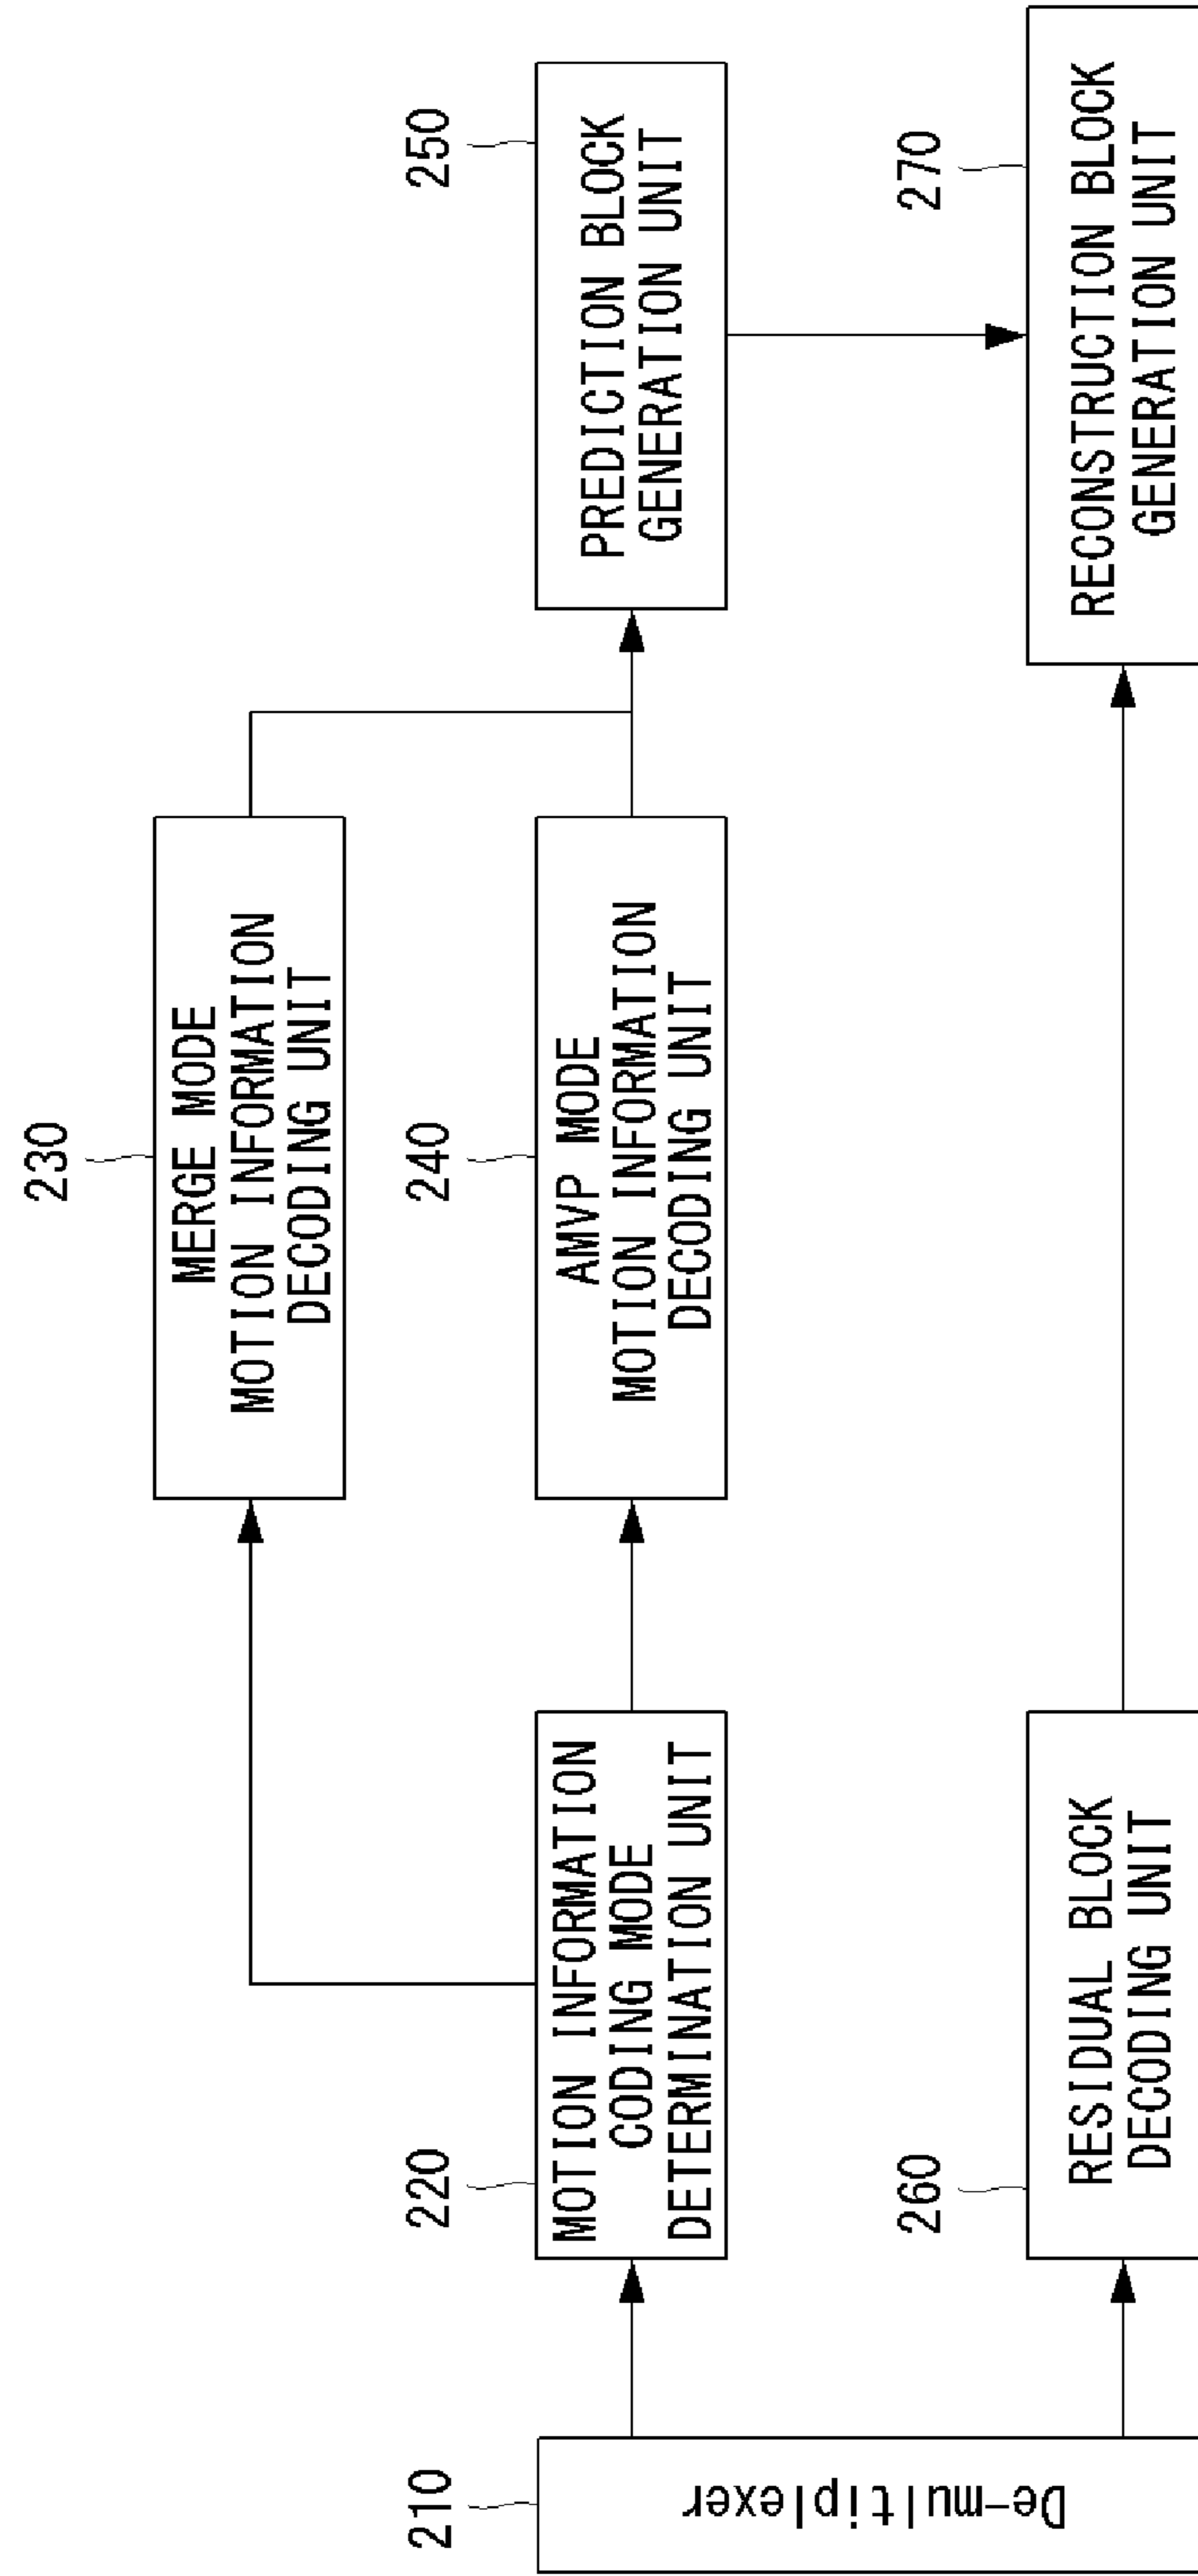 230
MERGE MODE
MOTION INFORMATION
DECODING UNIT
210
De-multiplexer
220
MOTION INFORMATION
CODING MODE
DETERMINATION UNIT
240
AMVP MODE
MOTION INFORMATION
DECODING UNIT
250
PREDICTION BLOCK
GENERATION UNIT
260
RESIDUAL BLOCK
DECODING UNIT
270
RECONSTRUCTION BLOCK
GENERATION UNIT